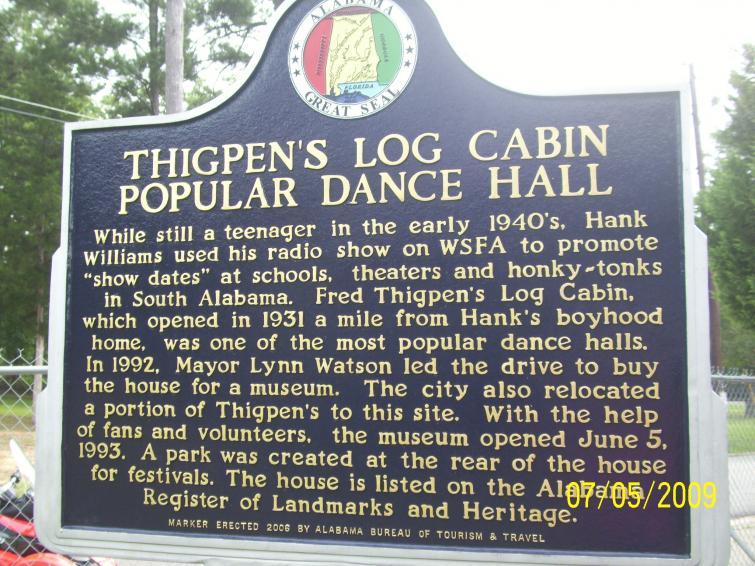 ALABAMA
TENNESSEE
GEORGIA
FLORIDA
GREAT SEAL
THIGPEN'S LOG CABIN
POPULAR DANCE HALL
While still a teenager in the early 1940's, Hank
Williams used his radio show on WSFA to promote
“show dates” at schools, theaters and honky-tonks
in South Alabama. Fred Thigpen's Log Cabin,
which opened in 1931 a mile from Hank's boyhood
home, was one of the most popular dance halls.
In 1992, Mayor Lynn Watson led the drive to buy
the house for a museum. The city also relocated
a portion of Thigpen's to this site. With the help
of fans and volunteers, the museum opened June 5,
1993. A park was created at the rear of the house
for festivals. The house is listed on the Alabama
Register of Landmarks and Heritage.
MARKER ERECTED 2006 BY ALABAMA BUREAU OF TOURISM & TRAVEL
07/05/2009